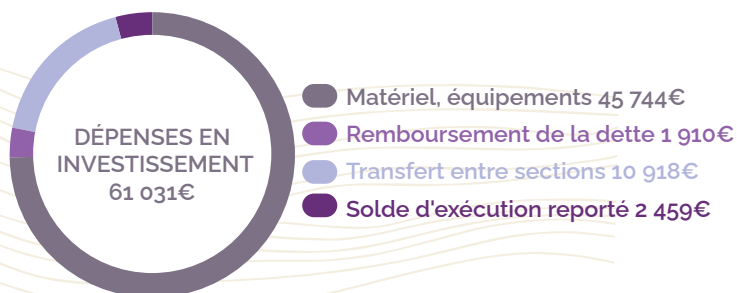 DÉPENSES EN
INVESTISSEMENT
61 031€
Matériel, équipements 45 744€
Remboursement de la dette 1 910€
Transfert entre sections 10 918€
Solde d'exécution reporté 2 459€